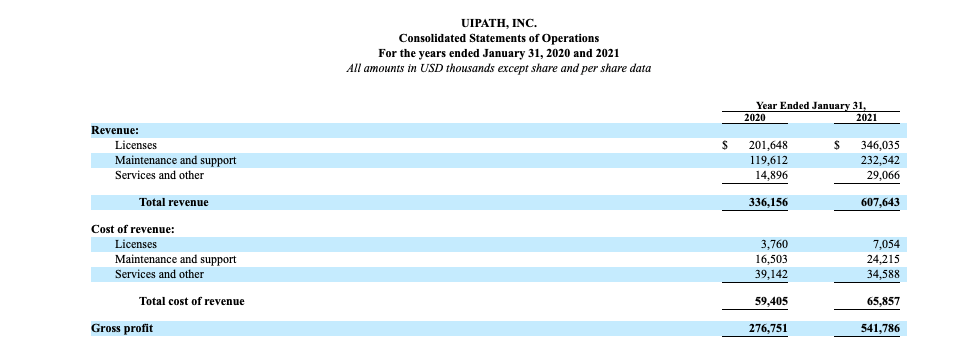 UIPATH, INC.
Consolidated Statements of Operations
For the years ended January 31, 2020 and 2021
All amounts in USD thousands except share and per share data
Year Ended January 31,
2020 2021
Revenue:
Licenses $ 201,648 $ 346,035
Maintenance and support 119,612 232,542
Services and other 14,896 29,066
Total revenue 336,156 607,643
Cost of revenue:
Licenses 3,760 7,054
Maintenance and support 16,503 24,215
Services and other 39,142 34,588
Total cost of revenue 59,405 65,857
Gross profit 276,751 541,786